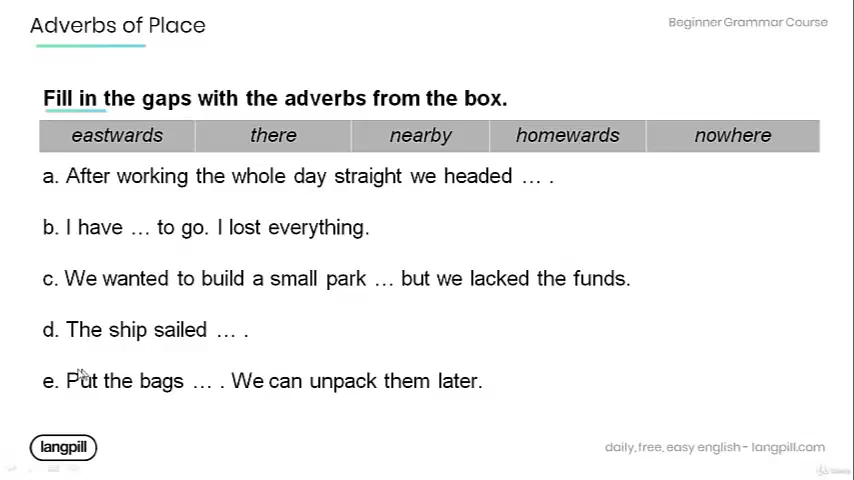 Adverbs of Place
Beginner Grammar Course
Fill in the gaps with the adverbs from the box.
eastwards there nearby homewards nowhere
a. After working the whole day straight we headed … .
b. I have … to go. I lost everything.
c. We wanted to build a small park … but we lacked the funds.
d. The ship sailed … .
e. Put the bags … . We can unpack them later.
langpill
daily, free, easy english - langpill.com
Udemy